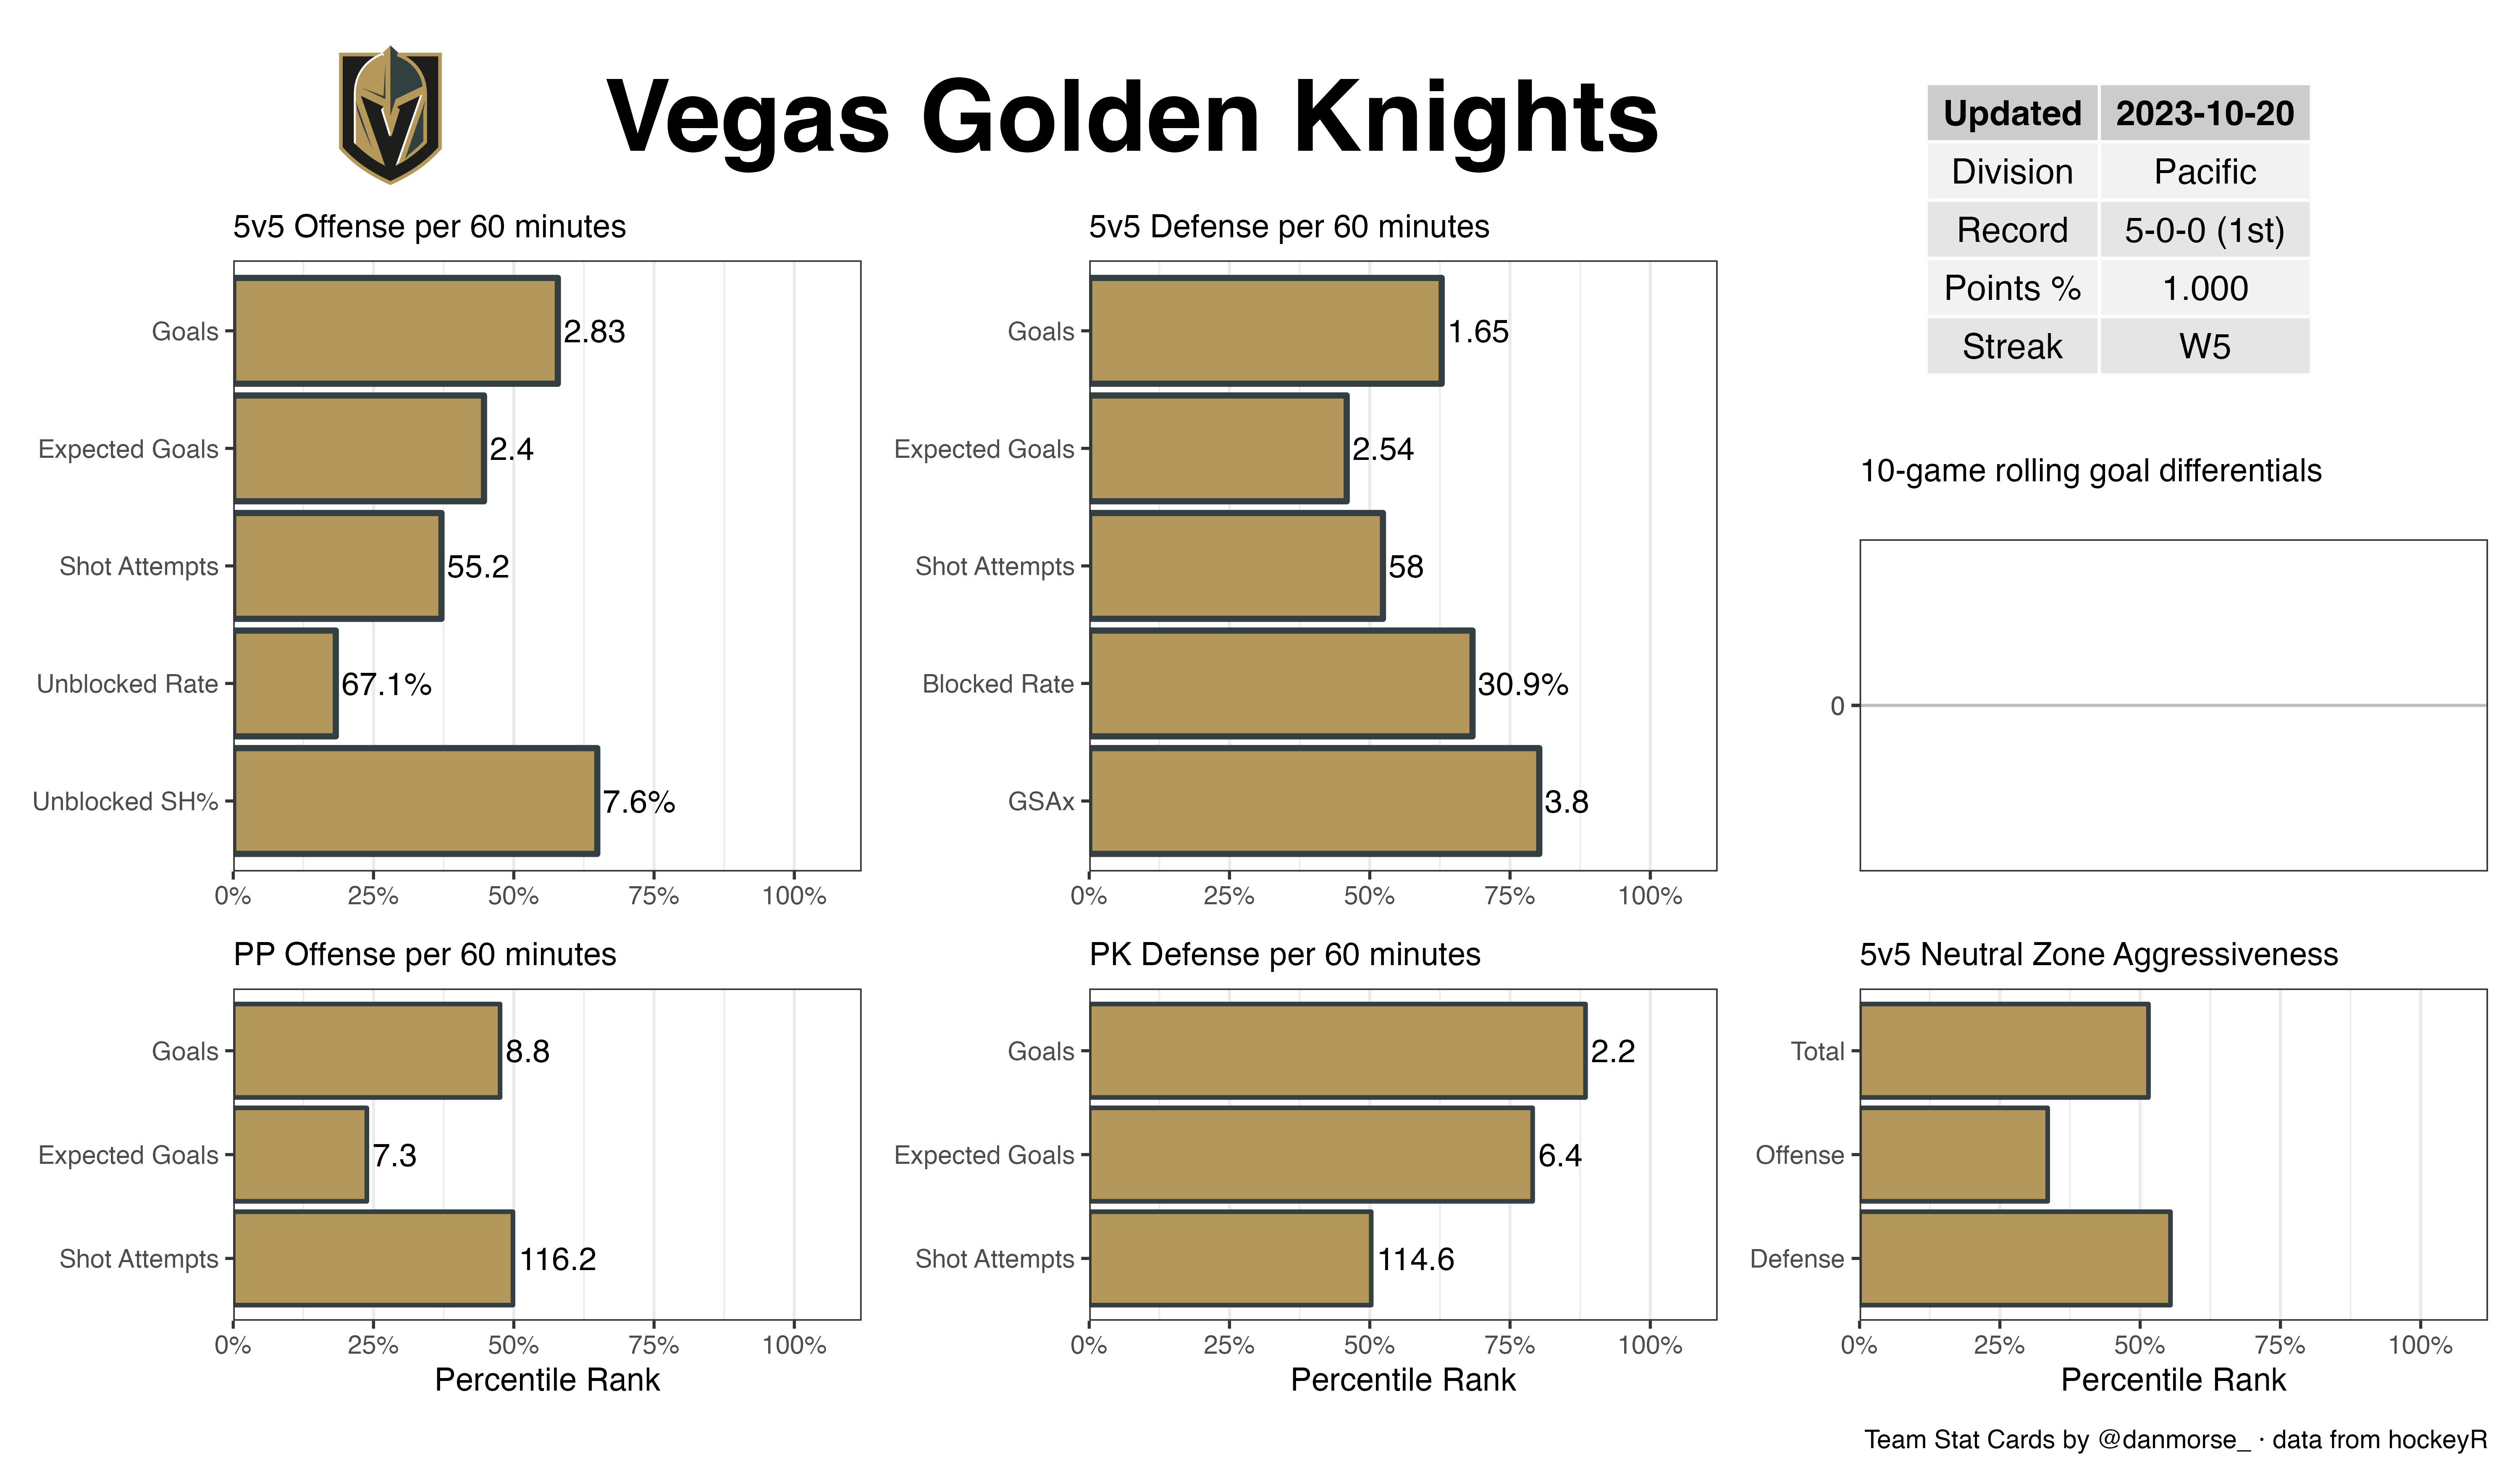 Vegas Golden Knights
Updated 2023-10-20
Division Pacific
Record 5-0-0 (1st)
Points % 1.000
Streak W5
5v5 Offense per 60 minutes
Goals 2.83
Expected Goals 2.4
Shot Attempts 55.2
Unblocked Rate 67.1%
Unblocked SH% 7.6%
0% 25% 50% 75% 100%
5v5 Defense per 60 minutes
Goals 1.65
Expected Goals 2.54
Shot Attempts 58
Blocked Rate 30.9%
GSAx 3.8
0% 25% 50% 75% 100%
10-game rolling goal differentials
0
PP Offense per 60 minutes
Goals 8.8
Expected Goals 7.3
Shot Attempts 116.2
0% 25% 50% 75% 100%
Percentile Rank
PK Defense per 60 minutes
Goals 2.2
Expected Goals 6.4
Shot Attempts 114.6
0% 25% 50% 75% 100%
Percentile Rank
5v5 Neutral Zone Aggressiveness
Total
Offense
Defense
0% 25% 50% 75% 100%
Percentile Rank
Team Stat Cards by @danmorse_ · data from hockeyR